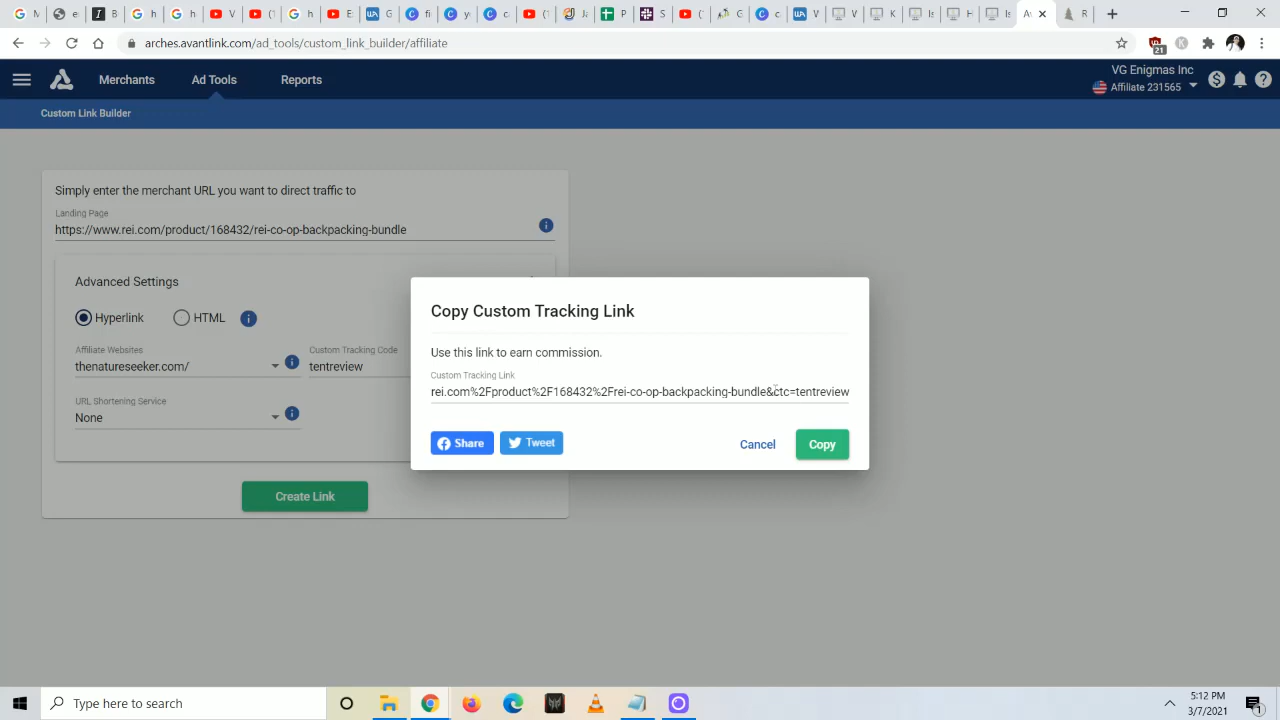 arches.avantlink.com/ad_tools/custom_link_builder/affiliate
21
Merchants
Ad Tools
Reports
VG Enigmas Inc
Affiliate 231565
Custom Link Builder
Simply enter the merchant URL you want to direct traffic to
Landing Page
https://www.rei.com/product/168432/rei-co-op-backpacking-bundle
Advanced Settings
Hyperlink
HTML
Affiliate Websites
thenatureseeker.com/
Custom Tracking Code
tentreview
URL Shortening Service
None
Create Link
Copy Custom Tracking Link
Use this link to earn commission.
Custom Tracking Link
rei.com%2Fproduct%2F168432%2Frei-co-op-backpacking-bundle&ctc=tentreview
Share
Tweet
Cancel
Copy
Type here to search
5:12 PM
3/7/2021